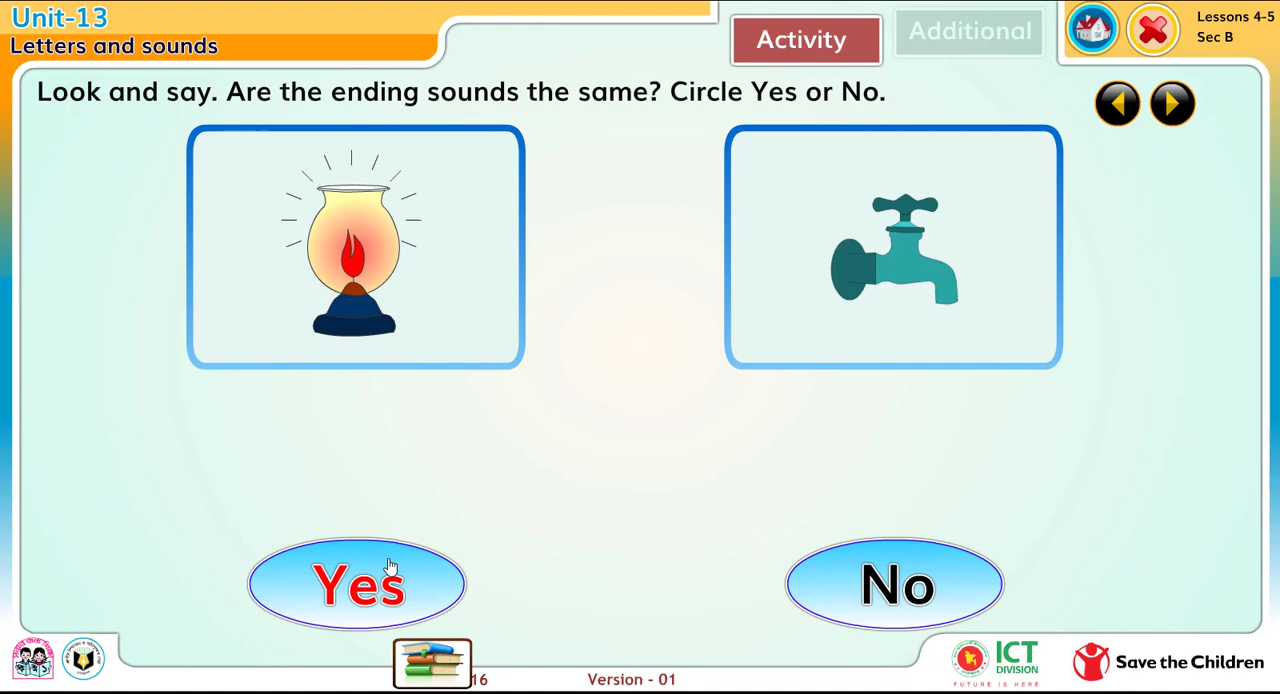 Unit-13
Letters and sounds
Activity
Additional
Lessons 4-5
Sec B
Look and say. Are the ending sounds the same? Circle Yes or No.
Yes
No
16
Version - 01
ICT
DIVISION
FUTURE IS HERE
Save the Children